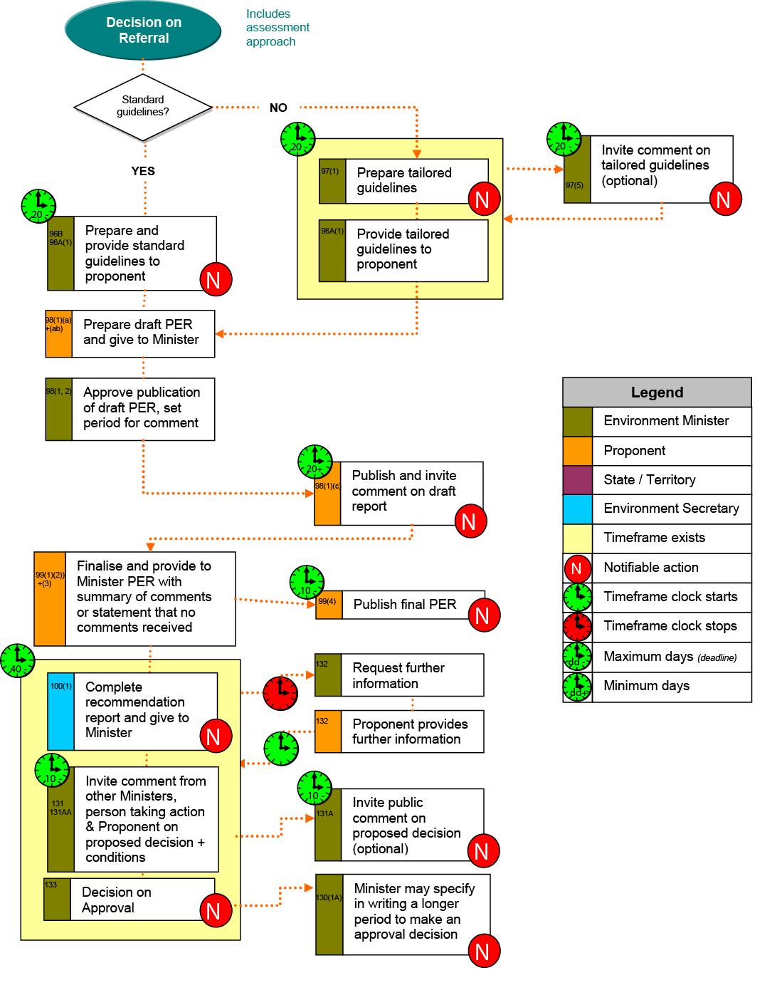 Decision on
Referral
Includes
assessment
approach
Standard
guidelines?
NO
YES
20 -
97(1)
Prepare tailored
guidelines
N
96A(1)
Provide tailored
guidelines to
proponent
20 -
97(5)
Invite comment on
tailored guidelines
(optional)
N
20 -
96B
96A(1)
Prepare and
provide standard
guidelines to
proponent
N
98(1)(a)
+(ab)
Prepare draft PER
and give to Minister
98(1, 2)
Approve publication
of draft PER, set
period for comment
20+
98(1)(c)
Publish and invite
comment on draft
report
N
99(1)(2))
+(3)
Finalise and provide to
Minister PER with
summary of comments
or statement that no
comments received
10 -
99(4)
Publish final PER
N
40 -
100(1)
Complete
recommendation
report and give to
Minister
N
132
Request further
information
132
Proponent provides
further information
10 -
131
131AA
Invite comment from
other Ministers,
person taking action
& Proponent on
proposed decision +
conditions
10 -
131A
Invite public
comment on
proposed decision
(optional)
N
133
Decision on
Approval
N
130(1A)
Minister may specify
in writing a longer
period to make an
approval decision
N
Legend
Environment Minister
Proponent
State / Territory
Environment Secretary
Timeframe exists
N
Notifiable action
Timeframe clock starts
Timeframe clock stops
dd -
Maximum days (deadline)
dd+
Minimum days